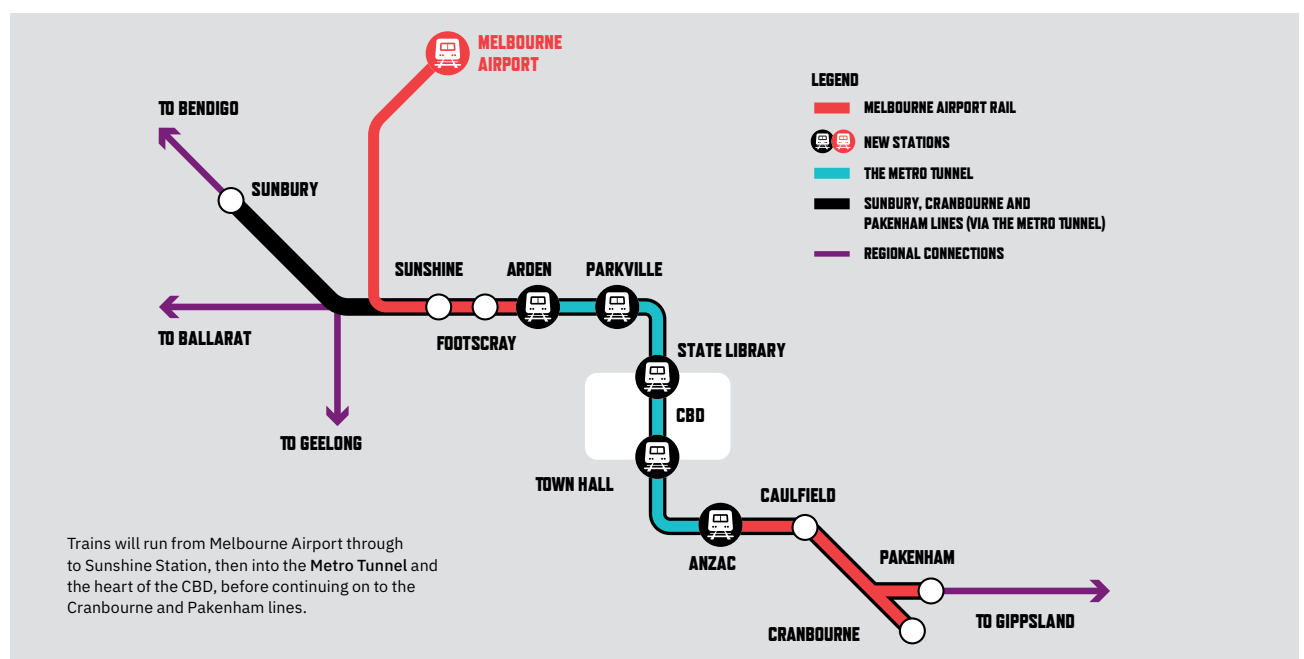 MELBOURNE
AIRPORT
LEGEND
MELBOURNE AIRPORT RAIL
NEW STATIONS
THE METRO TUNNEL
SUNBURY, CRANBOURNE AND
PAKENHAM LINES (VIA THE METRO TUNNEL)
REGIONAL CONNECTIONS
TO BENDIGO
SUNBURY
SUNSHINE
ARDEN
PARKVILLE
TO BALLARAT
FOOTSCRAY
STATE LIBRARY
CBD
TO GEELONG
TOWN HALL
CAULFIELD
ANZAC
PAKENHAM
TO GIPPSLAND
CRANBOURNE
Trains will run from Melbourne Airport through
to Sunshine Station, then into the Metro Tunnel and
the heart of the CBD, before continuing on to the
Cranbourne and Pakenham lines.